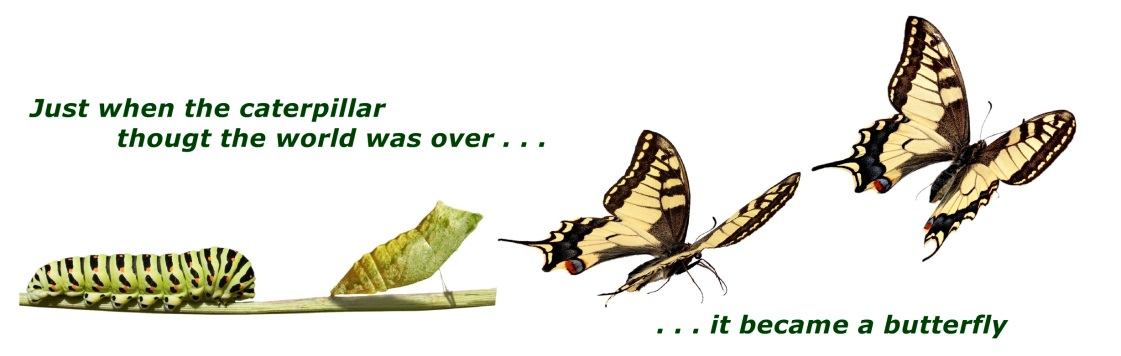 Just when the caterpillar
thougt the world was over . . .
. . . it became a butterfly